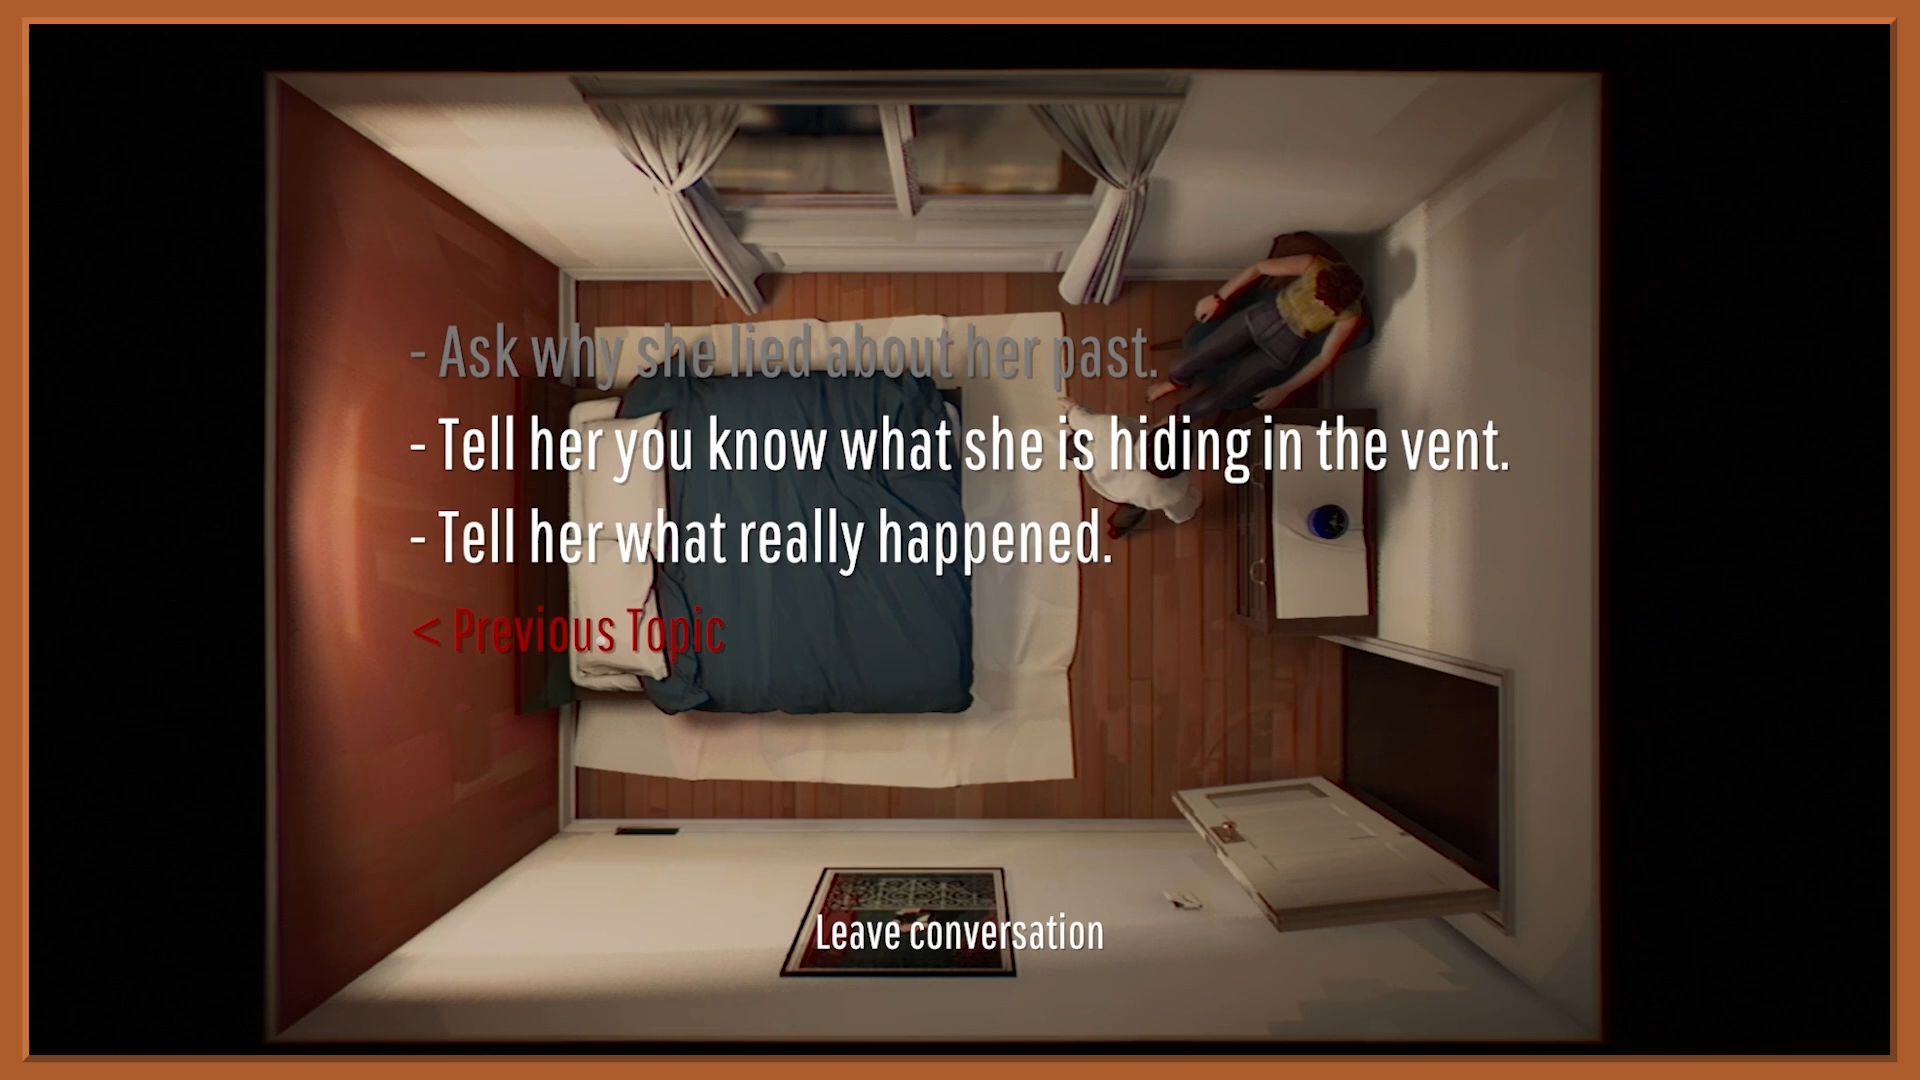 - Ask why she lied about her past.
- Tell her you know what she is hiding in the vent.
- Tell her what really happened.
< Previous Topic
Leave conversation